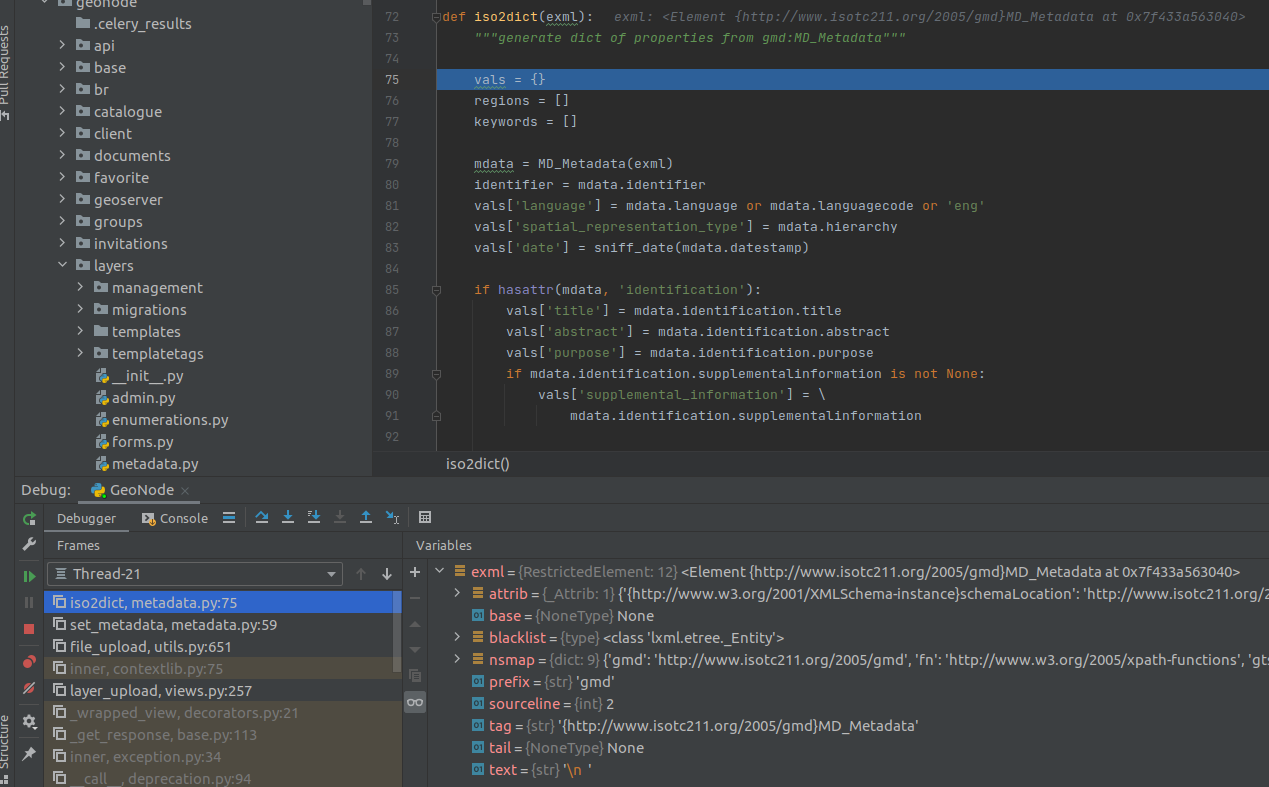 geonode
.celery_results
api
base
br
catalogue
client
documents
favorite
geoserver
groups
invitations
layers
management
migrations
templates
templatetags
__init__.py
admin.py
enumerations.py
forms.py
metadata.py
Pull Requests
Structure
72 def iso2dict(exml): exml: <Element {http://www.isotc211.org/2005/gmd}MD_Metadata at 0x7f433a563040>
73 """generate dict of properties from gmd:MD_Metadata"""
74
75 vals = {}
76 regions = []
77 keywords = []
78
79 mdata = MD_Metadata(exml)
80 identifier = mdata.identifier
81 vals['language'] = mdata.language or mdata.languagecode or 'eng'
82 vals['spatial_representation_type'] = mdata.hierarchy
83 vals['date'] = sniff_date(mdata.datestamp)
84
85 if hasattr(mdata, 'identification'):
86 vals['title'] = mdata.identification.title
87 vals['abstract'] = mdata.identification.abstract
88 vals['purpose'] = mdata.identification.purpose
89 if mdata.identification.supplementalinformation is not None:
90 vals['supplemental_information'] = \
91 mdata.identification.supplementalinformation
92
iso2dict()
Debug: GeoNode
Debugger Console
Frames
Thread-21
iso2dict, metadata.py:75
set_metadata, metadata.py:59
file_upload, utils.py:651
inner, contextlib.py:75
layer_upload, views.py:257
_wrapped_view, decorators.py:21
_get_response, base.py:113
inner, exception.py:34
__call__, deprecation.py:94
Variables
exml = {RestrictedElement: 12} <Element {http://www.isotc211.org/2005/gmd}MD_Metadata at 0x7f433a563040>
attrib = {_Attrib: 1} {'{http://www.w3.org/2001/XMLSchema-instance}schemaLocation': 'http://www.isotc211.org/2
base = {NoneType} None
blacklist = {type} <class 'lxml.etree._Entity'>
nsmap = {dict: 9} {'gmd': 'http://www.isotc211.org/2005/gmd', 'fn': 'http://www.w3.org/2005/xpath-functions', 'gts
prefix = {str} 'gmd'
sourceline = {int} 2
tag = {str} '{http://www.isotc211.org/2005/gmd}MD_Metadata'
tail = {NoneType} None
text = {str} '\n '